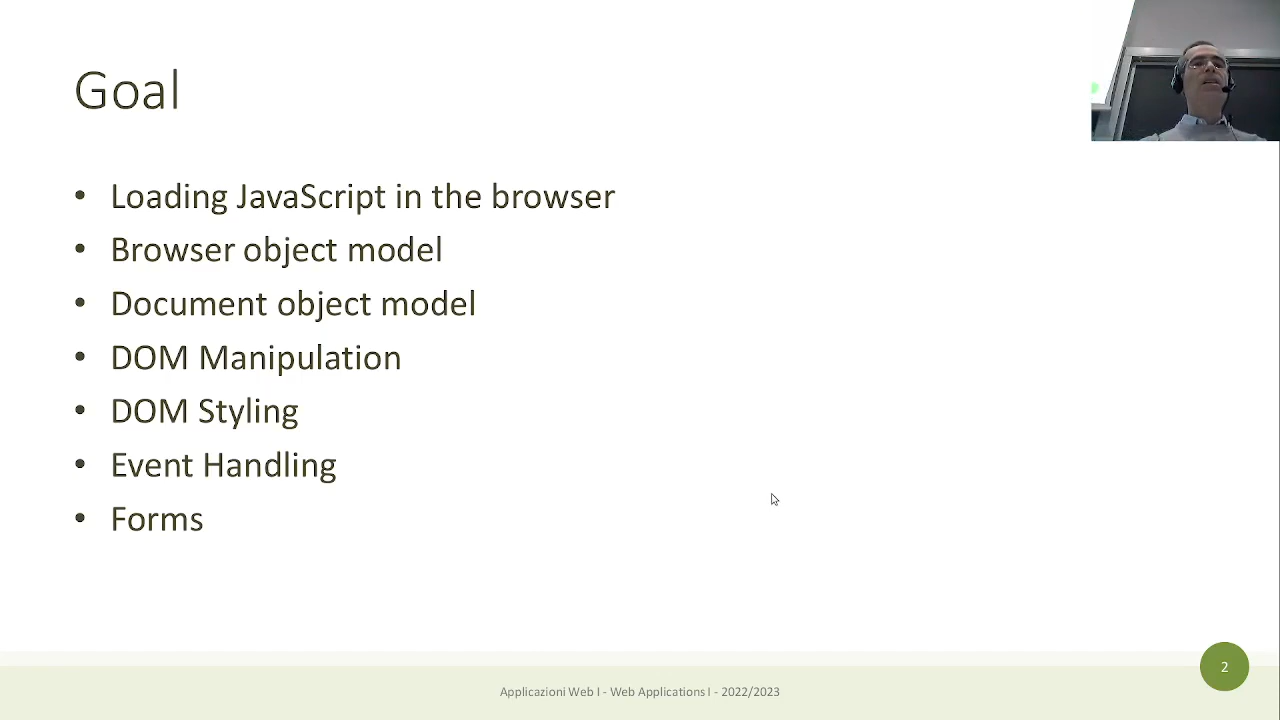 Goal
• Loading JavaScript in the browser
• Browser object model
• Document object model
• DOM Manipulation
• DOM Styling
• Event Handling
• Forms
2
Applicazioni Web I - Web Applications I - 2022/2023